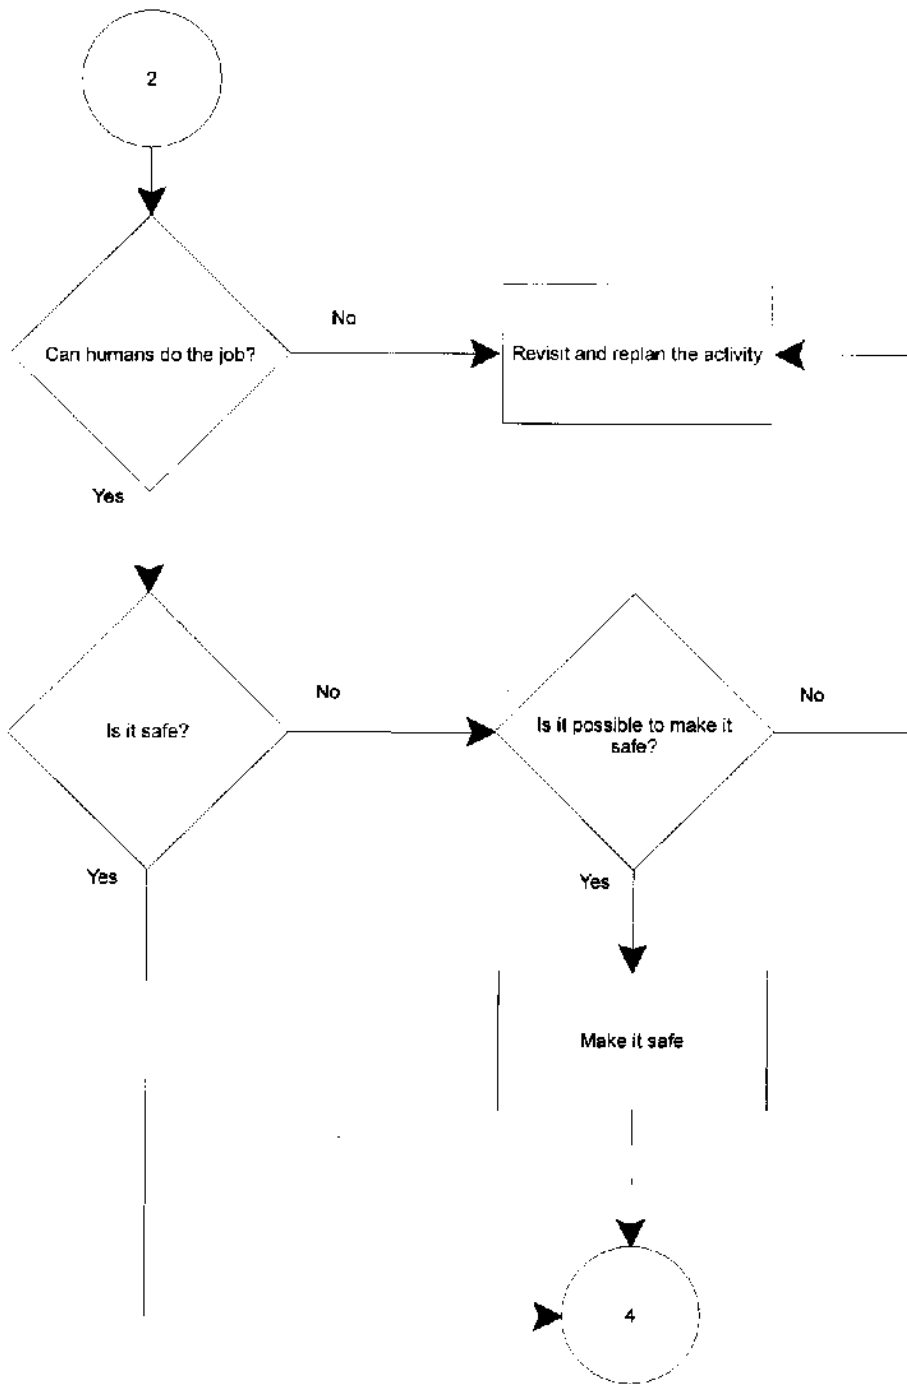 2
No
Can humans do the job?
Revisit and replan the activity
Yes
No
No
Is it safe?
Is it possible to make it
safe?
Yes
Yes
Make it safe
4